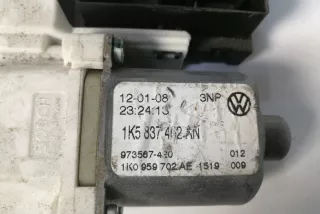 12-01-08 3NP
23:24:13
1K5 837 402 AN
973567-420 012
1K0 959 702 AE 1519 009